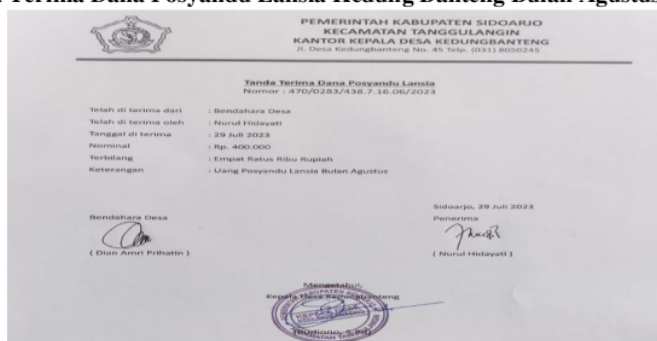 Terima Dana Posyandu Lansia Kedung Banteng Bulan Agustus
PEMERINTAH KABUPATEN SIDOARJO
KECAMATAN TANGGULANGIN
KANTOR KEPALA DESA KEDUNGBANTENG
Jl. Desa Kedungbanteng No. 45 Telp. (031) 8050245
Tanda Terima Dana Posyandu Lansia
Nomor : 470/0283/438.7.16.06/2023
Telah di terima dari : Bendahara Desa
Telah di terima oleh : Nurul Hidayati
Tanggal di terima : 29 Juli 2023
Nominal : Rp. 400.000
Terbilang : Empat Ratus Ribu Rupiah
Keterangan : Uang Posyandu Lansia Bulan Agustus
Sidoarjo, 29 Juli 2023
Bendahara Desa Penerima
( Dian Amri Prihatin ) ( Nurul Hidayati )
Mengetahui,
Kepala Desa Kedungbanteng
(Budiono, S.Pd)